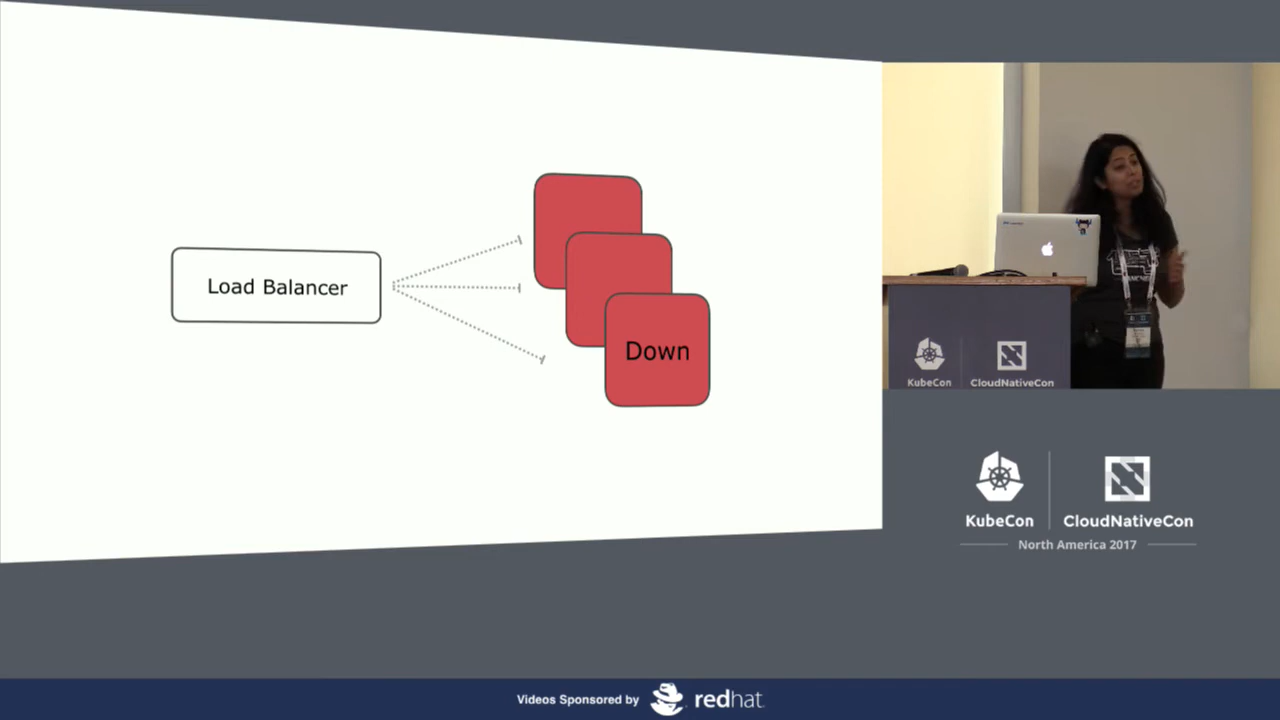 Load Balancer
Down
KubeCon
CloudNativeCon
KubeCon
CloudNativeCon
North America 2017
Videos Sponsored by
redhat.